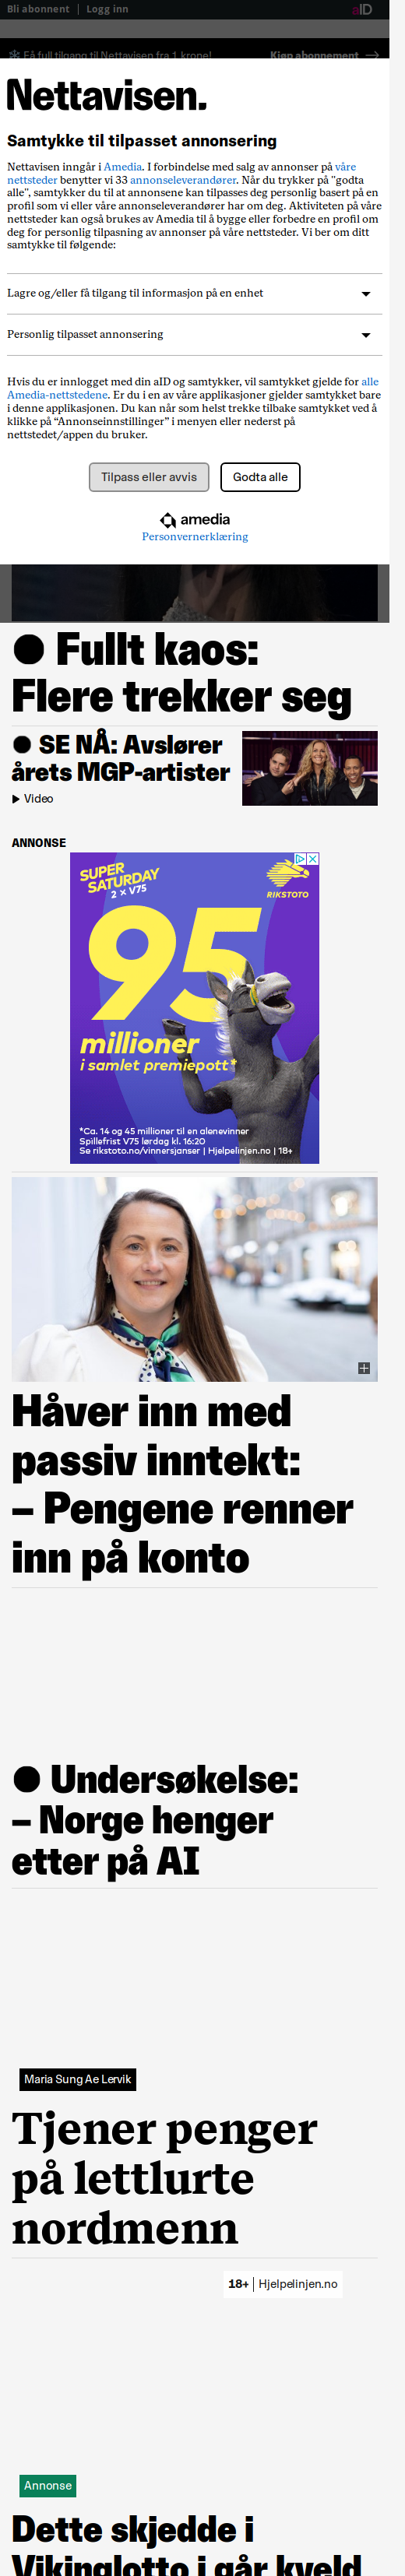 Bli abonnent | Logg inn
aID
Få full tilgang til Nettavisen fra 1 krone!
Kjøp abonnement →
Nettavisen.
Samtykke til tilpasset annonsering
Nettavisen inngår i Amedia. I forbindelse med salg av annonser på våre
nettsteder benytter vi 33 annonseleverandører. Når du trykker på "godta
alle", samtykker du til at annonsene kan tilpasses deg personlig basert på en
profil som vi eller våre annonseleverandører har om deg. Aktiviteten på våre
nettsteder kan også brukes av Amedia til å bygge eller forbedre en profil om
deg for personlig tilpasning av annonser på våre nettsteder. Vi ber om ditt
samtykke til følgende:
Lagre og/eller få tilgang til informasjon på en enhet
Personlig tilpasset annonsering
Hvis du er innlogget med din aID og samtykker, vil samtykket gjelde for alle
Amedia-nettstedene. Er du i en av våre applikasjoner gjelder samtykket bare
i denne applikasjonen. Du kan når som helst trekke tilbake samtykket ved å
klikke på “Annonseinnstillinger” i menyen eller nederst på
nettstedet/appen du bruker.
Tilpass eller avvis
Godta alle
amedia
Personvernerklæring
Fullt kaos:
Flere trekker seg
SE NÅ: Avslører
årets MGP-artister
Video
ANNONSE
SUPER
SATURDAY
2 x V75
RIKSTOTO
95
millioner
i samlet premiepott*
*Ca. 14 og 45 millioner til en alenevinner
Spillefrist V75 lørdag kl. 16:20
Se rikstoto.no/vinnersjanser | Hjelpelinjen.no | 18+
Håver inn med
passiv inntekt:
– Pengene renner
inn på konto
Undersøkelse:
– Norge henger
etter på AI
Maria Sung Ae Lervik
Tjener penger
på lettlurte
nordmenn
18+ | Hjelpelinjen.no
Annonse
Dette skjedde i
Vikinglotto i går kveld